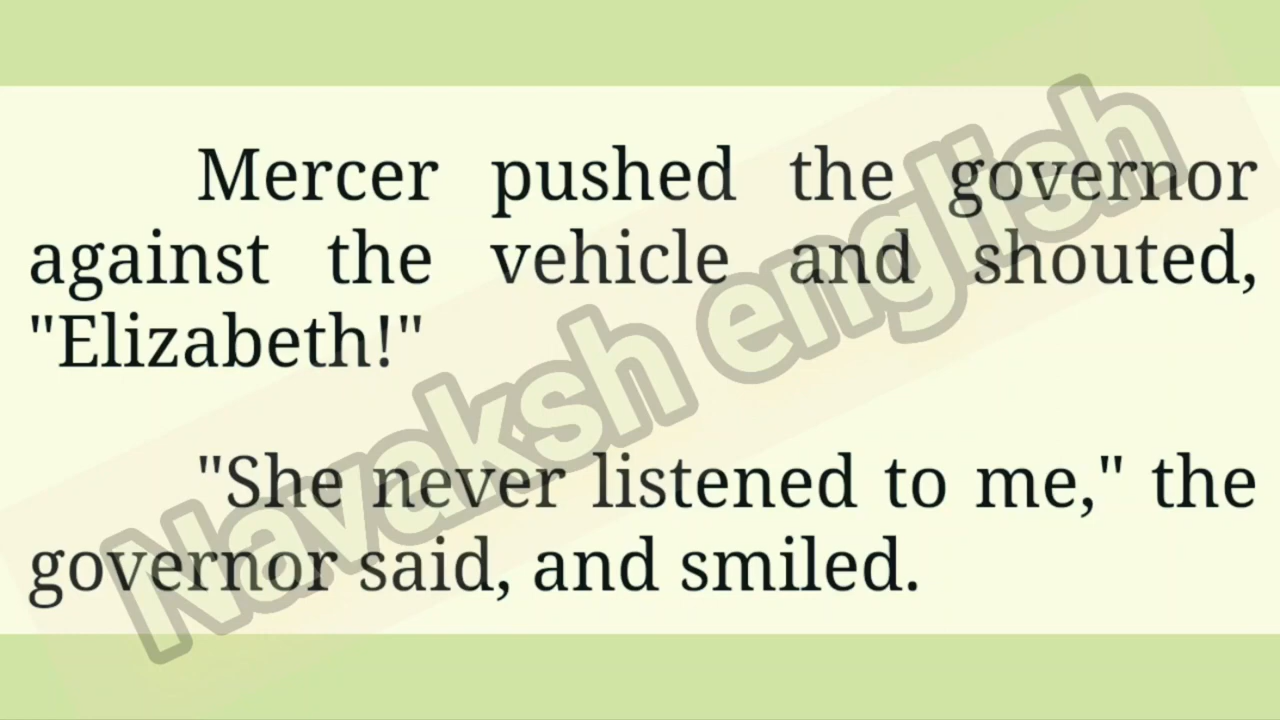 Mercer pushed the governor
against the vehicle and shouted,
"Elizabeth!"
"She never listened to me," the
governor said, and smiled.
Navaksh english